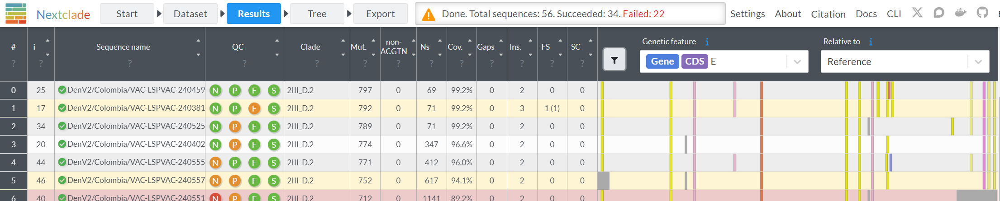 Nextclade Start Dataset Results Tree Export Done. Total sequences: 56. Succeeded: 34. Failed: 22 Settings About Citation Docs CLI
# i Sequence name QC Clade Mut. non-ACGTN Ns Cov. Gaps Ins. FS SC Genetic feature i Relative to i
? ? ? ? ? ? ? ? ? ? ? ? ? Gene CDS E Reference
0 25 DenV2/Colombia/VAC-LSPVAC-240459 N P F S 2III_D.2 797 0 69 99.2% 0 2 0 0
1 17 DenV2/Colombia/VAC-LSPVAC-240381 N P F S 2III_D.2 792 0 71 99.2% 0 3 1 (1) 0
2 34 DenV2/Colombia/VAC-LSPVAC-240525 N P F S 2III_D.2 789 0 71 99.2% 0 2 0 0
3 20 DenV2/Colombia/VAC-LSPVAC-240402 N P F S 2III_D.2 774 0 347 96.6% 0 2 0 0
4 44 DenV2/Colombia/VAC-LSPVAC-240555 N P F S 2III_D.2 771 0 412 96.0% 0 2 0 0
5 46 DenV2/Colombia/VAC-LSPVAC-240557 N P F S 2III_D.2 752 0 617 94.1% 0 2 0 0
6 40 DenV2/Colombia/VAC-LSPVAC-240551 N P F S 2III_D.2 712 0 1141 89.2% 0 2 0 0